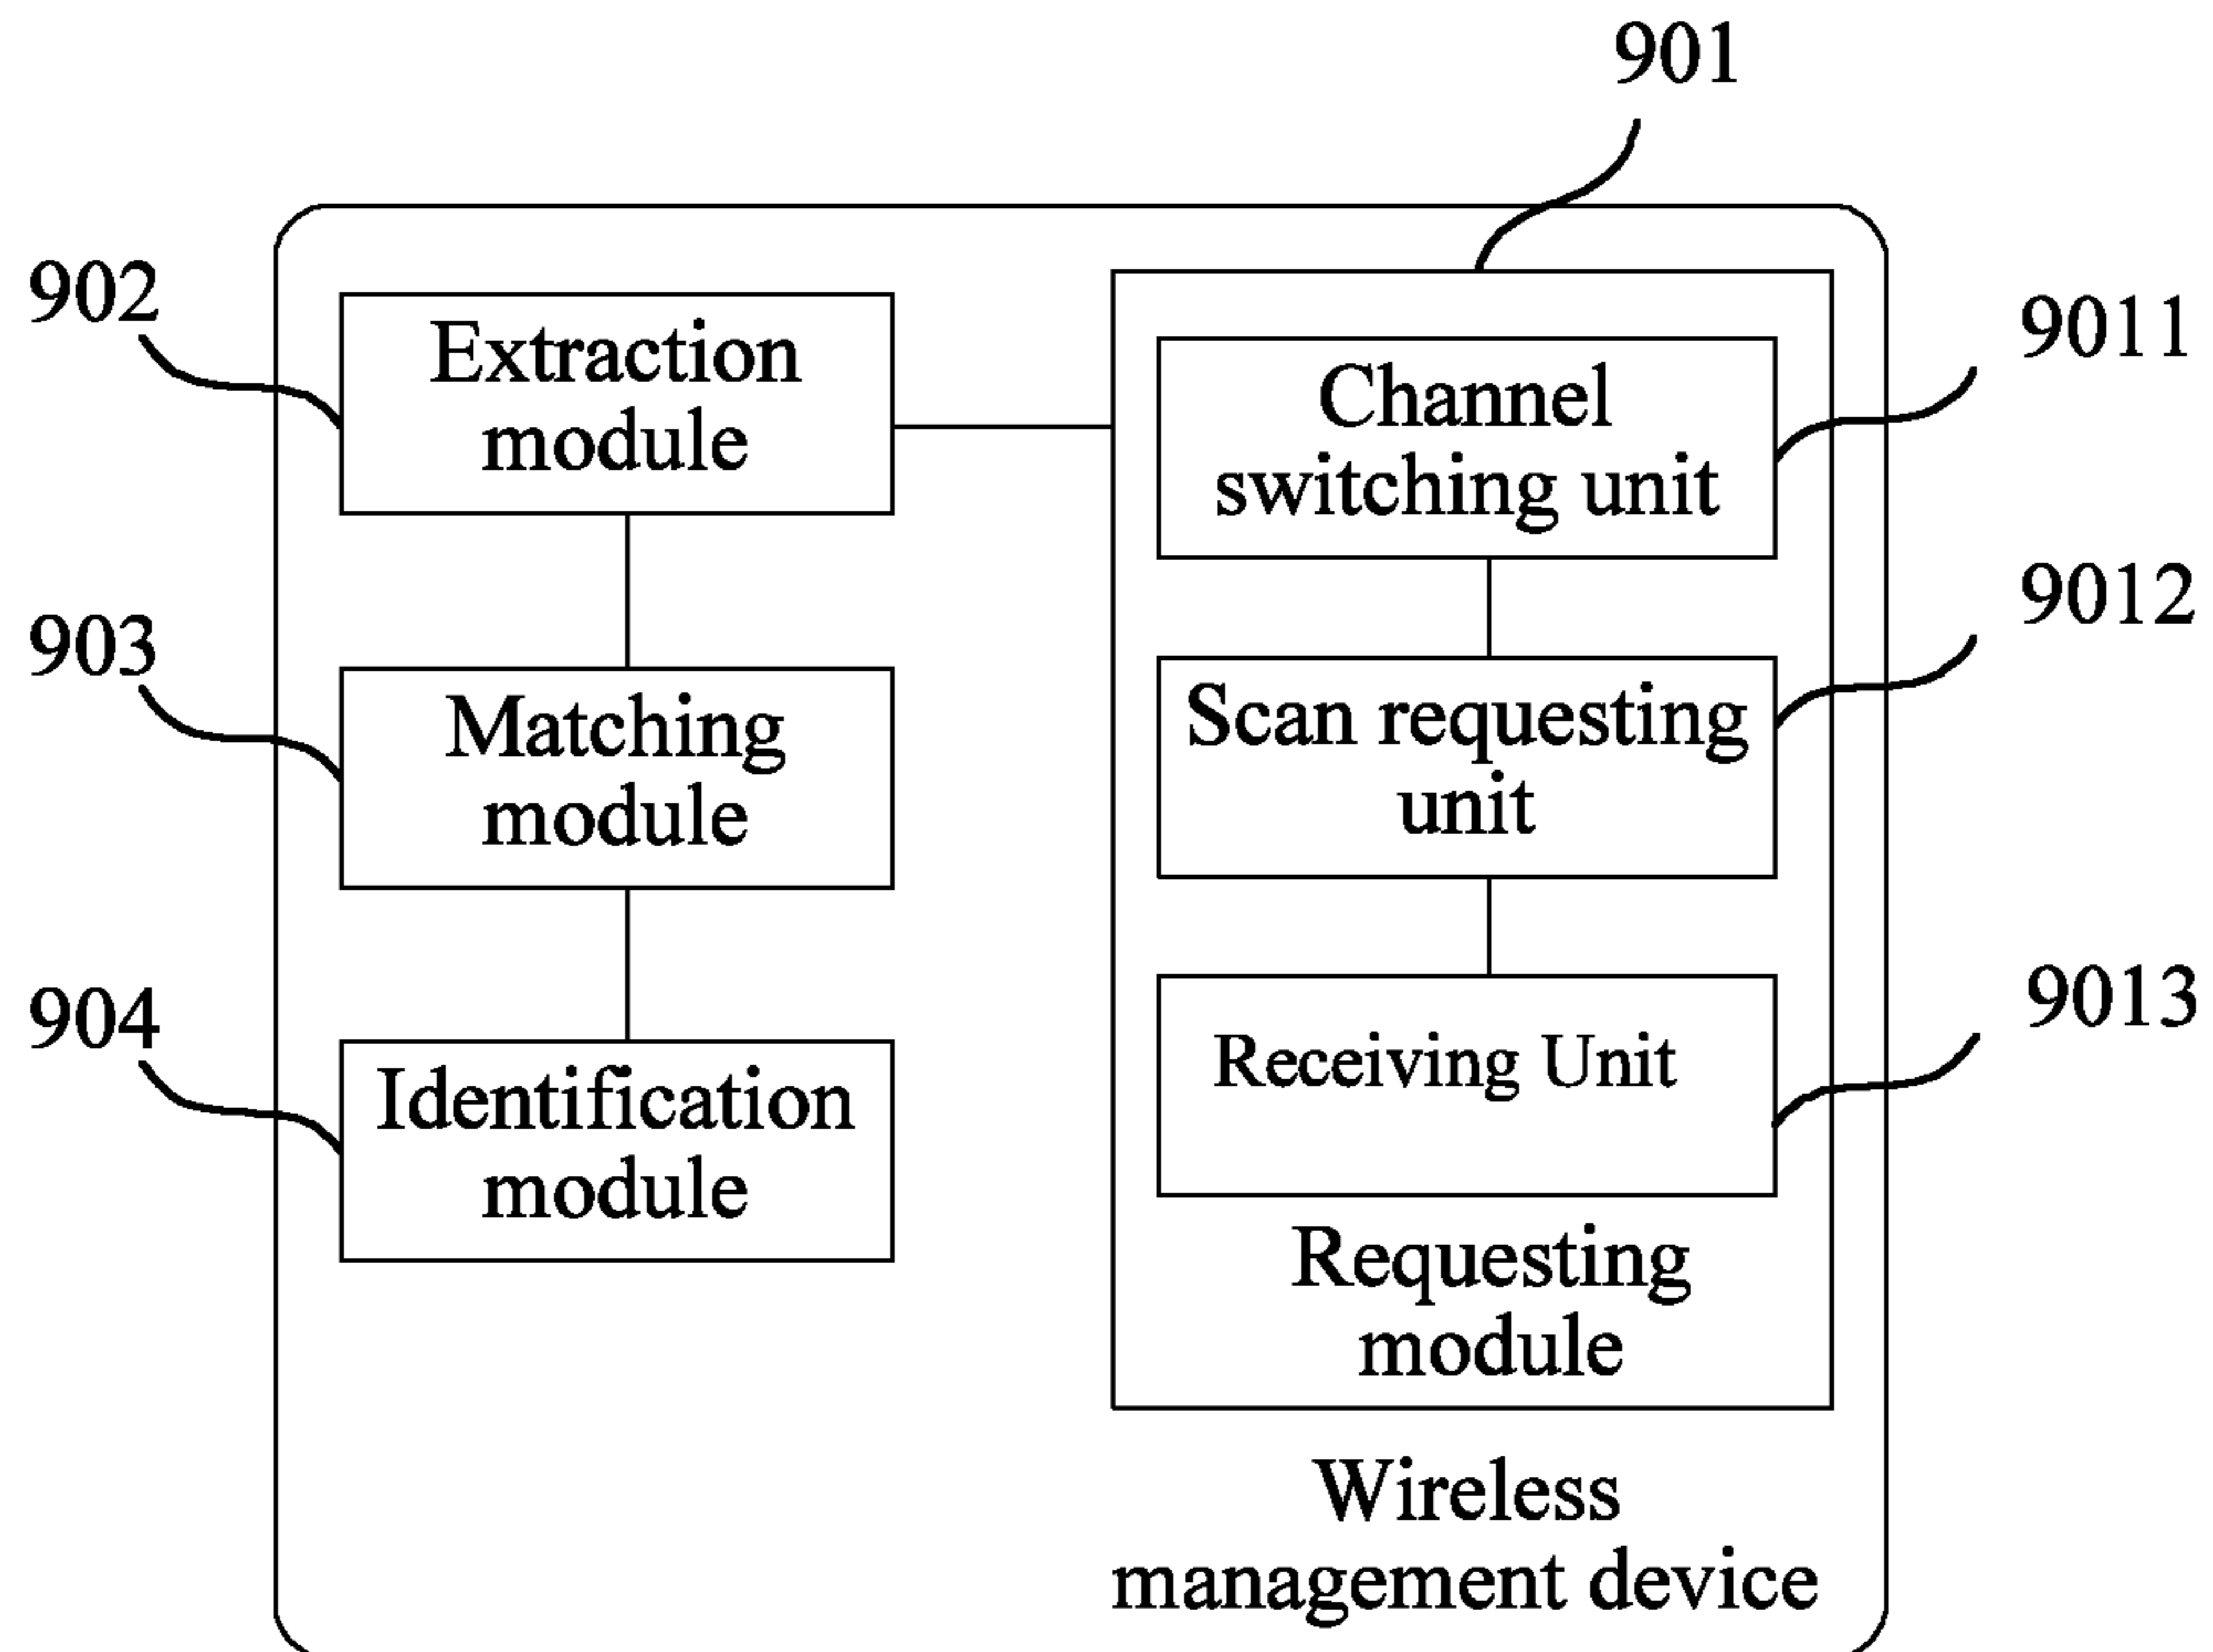 901
902
Extraction
module
9011
Channel
switching unit
9012
903
Matching
module
Scan requesting
unit
9013
904
Identification
module
Receiving Unit
Requesting
module
Wireless
management device